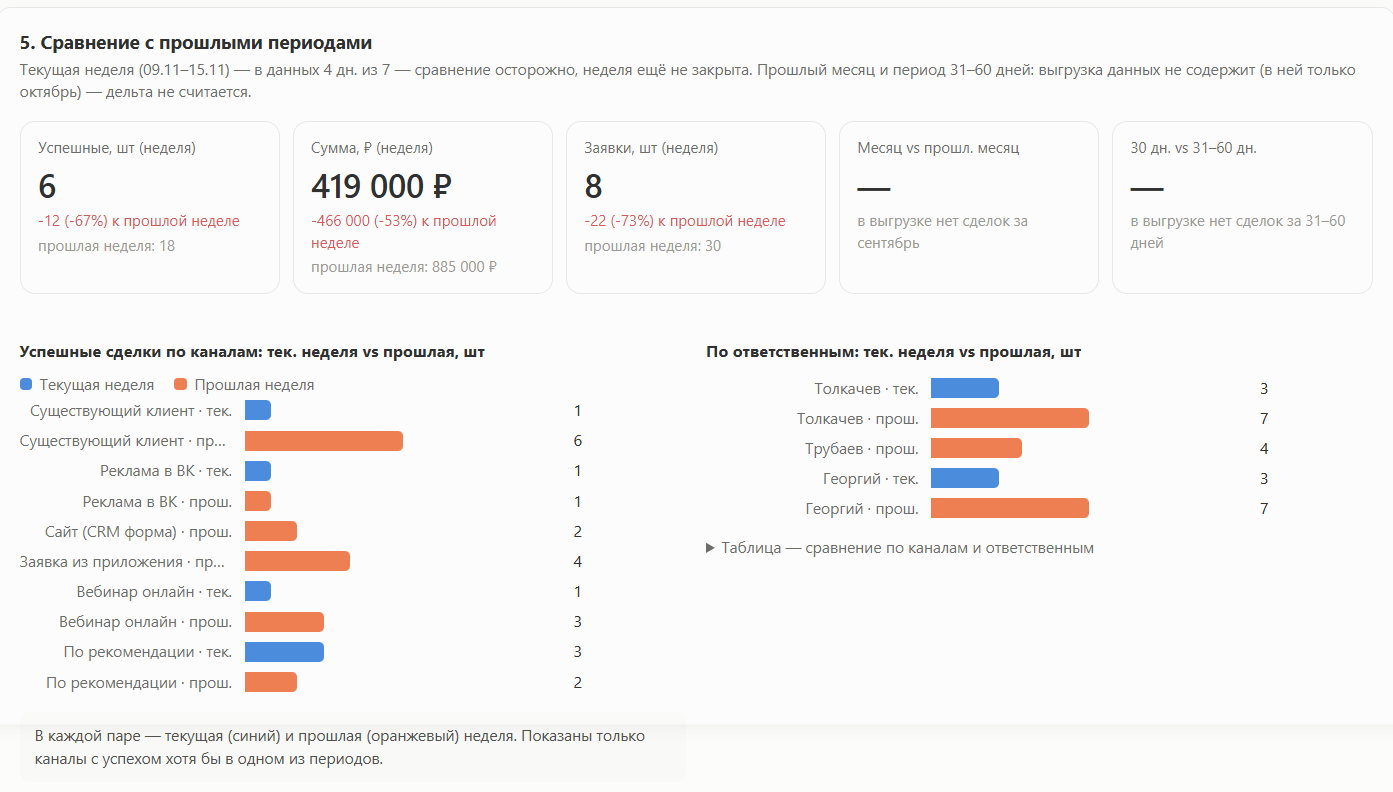 5. Сравнение с прошлыми периодами
Текущая неделя (09.11–15.11) — в данных 4 дн. из 7 — сравнение осторожно, неделя ещё не закрыта. Прошлый месяц и период 31–60 дней: выгрузка данных не содержит (в ней только
октябрь) — дельта не считается.
Успешные, шт (неделя)
6
-12 (-67%) к прошлой неделе
прошлая неделя: 18
Сумма, ₽ (неделя)
419 000 ₽
-466 000 (-53%) к прошлой
неделе
прошлая неделя: 885 000 ₽
Заявки, шт (неделя)
8
-22 (-73%) к прошлой неделе
прошлая неделя: 30
Месяц vs прошл. месяц
—
в выгрузке нет сделок за
сентябрь
30 дн. vs 31–60 дн.
—
в выгрузке нет сделок за 31–60
дней
Успешные сделки по каналам: тек. неделя vs прошлая, шт
Текущая неделя Прошлая неделя
Существующий клиент · тек. 1
Существующий клиент · пр... 6
Реклама в ВК · тек. 1
Реклама в ВК · прош. 1
Сайт (CRM форма) · прош. 2
Заявка из приложения · пр... 4
Вебинар онлайн · тек. 1
Вебинар онлайн · прош. 3
По рекомендации · тек. 3
По рекомендации · прош. 2
В каждой паре — текущая (синий) и прошлая (оранжевый) неделя. Показаны только
каналы с успехом хотя бы в одном из периодов.
По ответственным: тек. неделя vs прошлая, шт
Толкачев · тек. 3
Толкачев · прош. 7
Трубаев · прош. 4
Георгий · тек. 3
Георгий · прош. 7
▶ Таблица — сравнение по каналам и ответственным